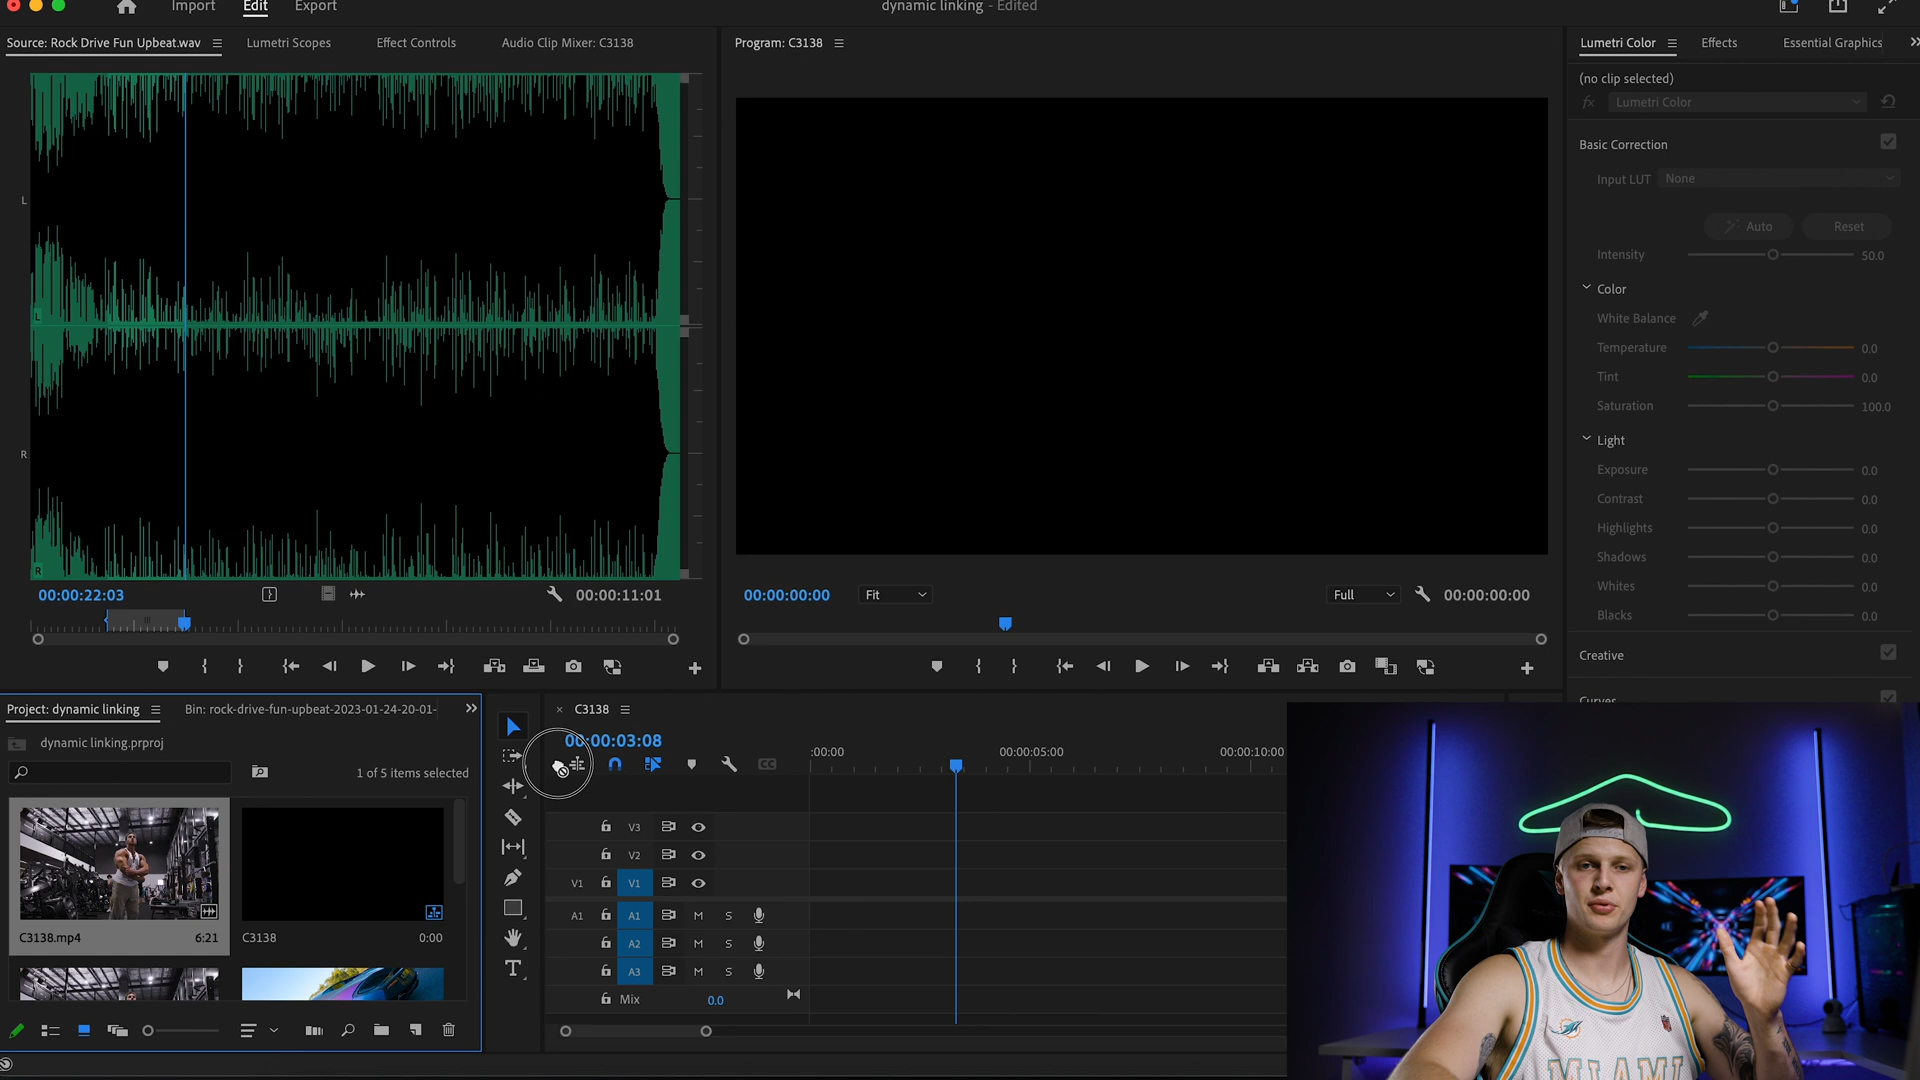 Import
Edit
Export
dynamic linking - Edited
Source: Rock Drive Fun Upbeat.wav
Lumetri Scopes
Effect Controls
Audio Clip Mixer: C3138
Program: C3138
Lumetri Color
Effects
Essential Graphics
(no clip selected)
fx
Lumetri Color
Basic Correction
Input LUT
None
Auto
Reset
Intensity
50.0
Color
White Balance
Temperature
0.0
Tint
0.0
Saturation
100.0
Light
Exposure
0.0
Contrast
0.0
Highlights
0.0
Shadows
0.0
Whites
0.0
Blacks
0.0
Creative
Curves
L
L
R
R
00:00:22:03
00:00:11:01
00:00:00:00
Fit
Full
00:00:00:00
Project: dynamic linking
Bin: rock-drive-fun-upbeat-2023-01-24-20-01-
dynamic linking.prproj
1 of 5 items selected
C3138.mp4
6:21
C3138
0:00
C3138
00:00:03:08
:00:00
00:00:05:00
00:00:10:00
CC
V3
V2
V1
V1
A1
A1
M
S
A2
M
S
A3
M
S
Mix
0.0
T
MIAMI